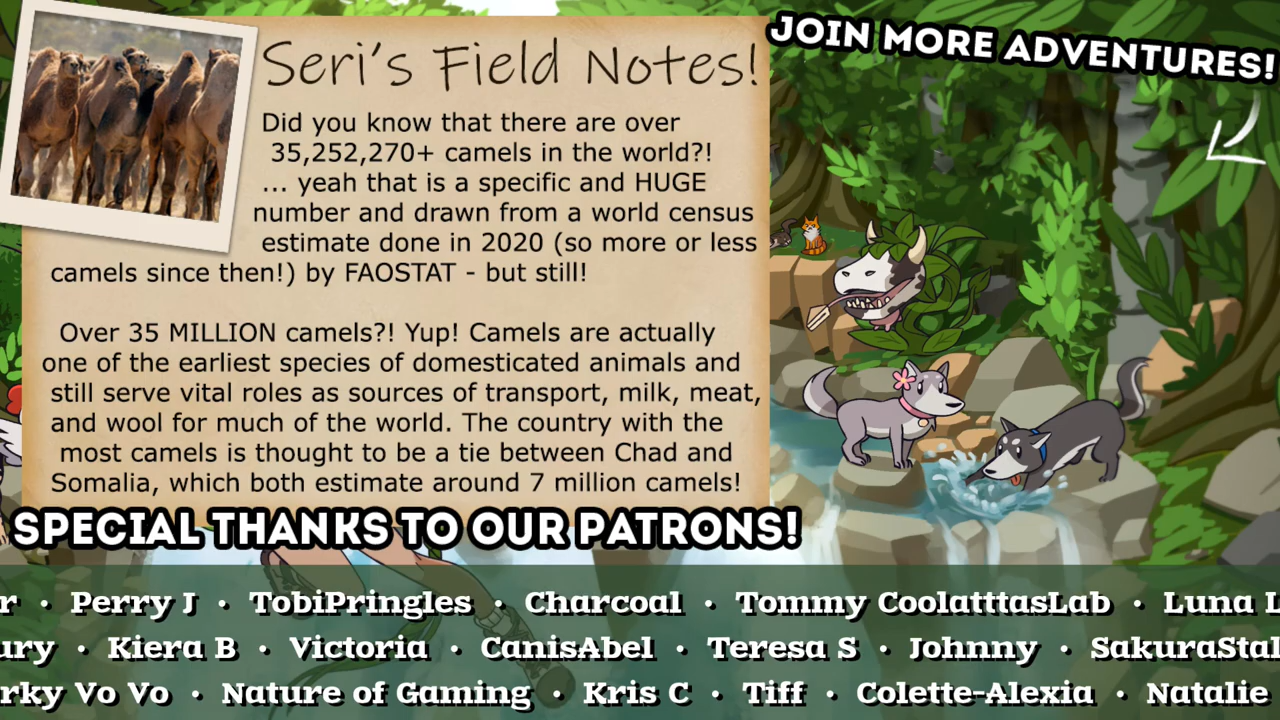 Seri's Field Notes!
Did you know that there are over
35,252,270+ camels in the world?!
... yeah that is a specific and HUGE
number and drawn from a world census
estimate done in 2020 (so more or less
camels since then!) by FAOSTAT - but still!
Over 35 MILLION camels?! Yup! Camels are actually
one of the earliest species of domesticated animals and
still serve vital roles as sources of transport, milk, meat,
and wool for much of the world. The country with the
most camels is thought to be a tie between Chad and
Somalia, which both estimate around 7 million camels!
JOIN MORE ADVENTURES!
SPECIAL THANKS TO OUR PATRONS!
r · Perry J · TobiPringles · Charcoal · Tommy CoolatttasLab · Luna L
ury · Kiera B · Victoria · CanisAbel · Teresa S · Johnny · SakuraStal
rky Vo Vo · Nature of Gaming · Kris C · Tiff · Colette-Alexia · Natalie